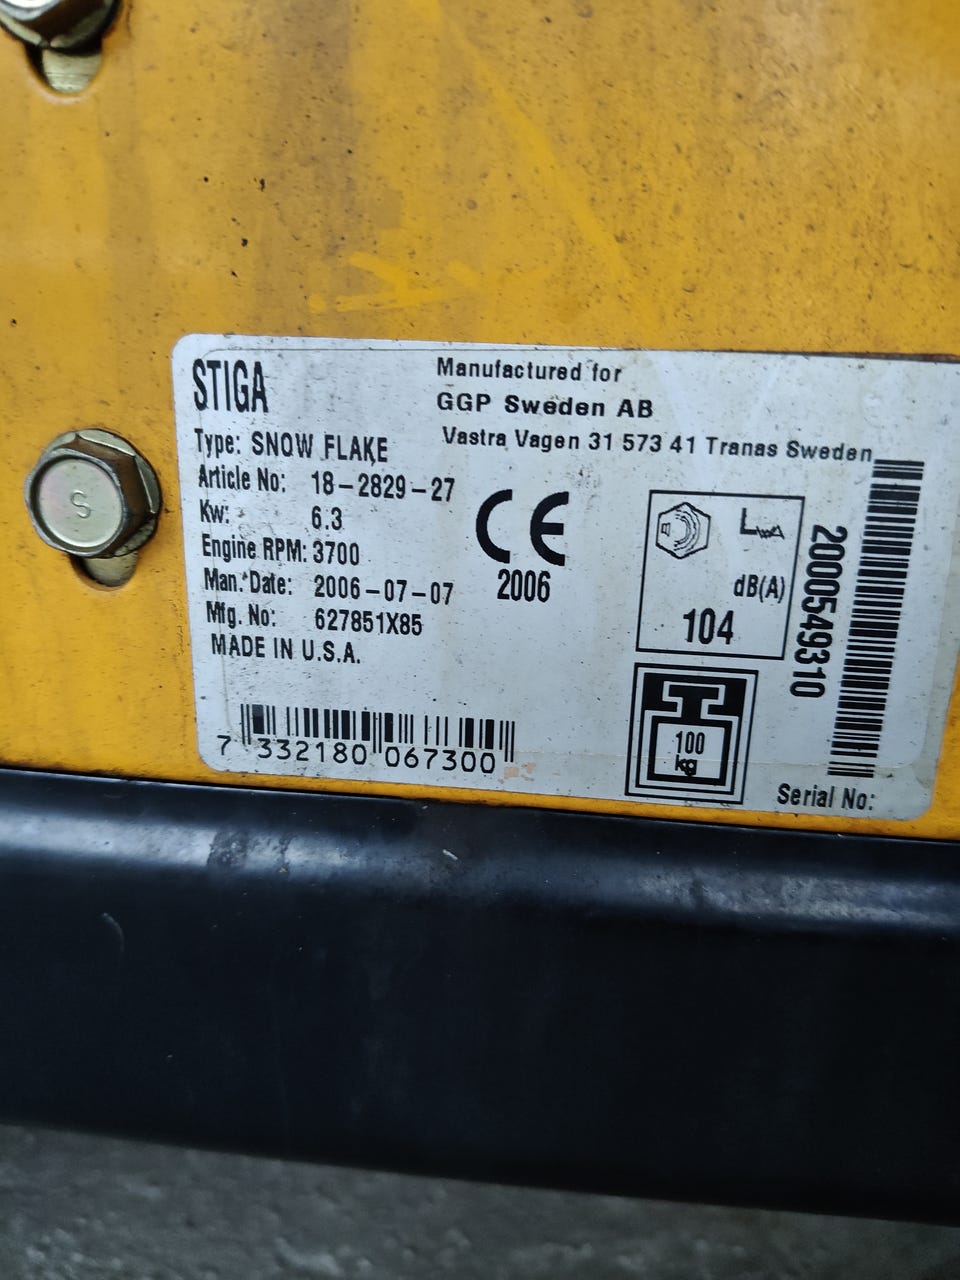 STIGA
Type: SNOW FLAKE
Article No: 18-2829-27
Kw: 6.3
Engine RPM: 3700
Man. Date: 2006-07-07
Mfg. No: 627851X85
MADE IN U.S.A.
7 332180 067300
Manufactured for
GGP Sweden AB
Vastra Vagen 31 573 41 Tranas Sweden
CE
2006
LWA
dB(A)
104
100
kg
2000549310
Serial No:
S